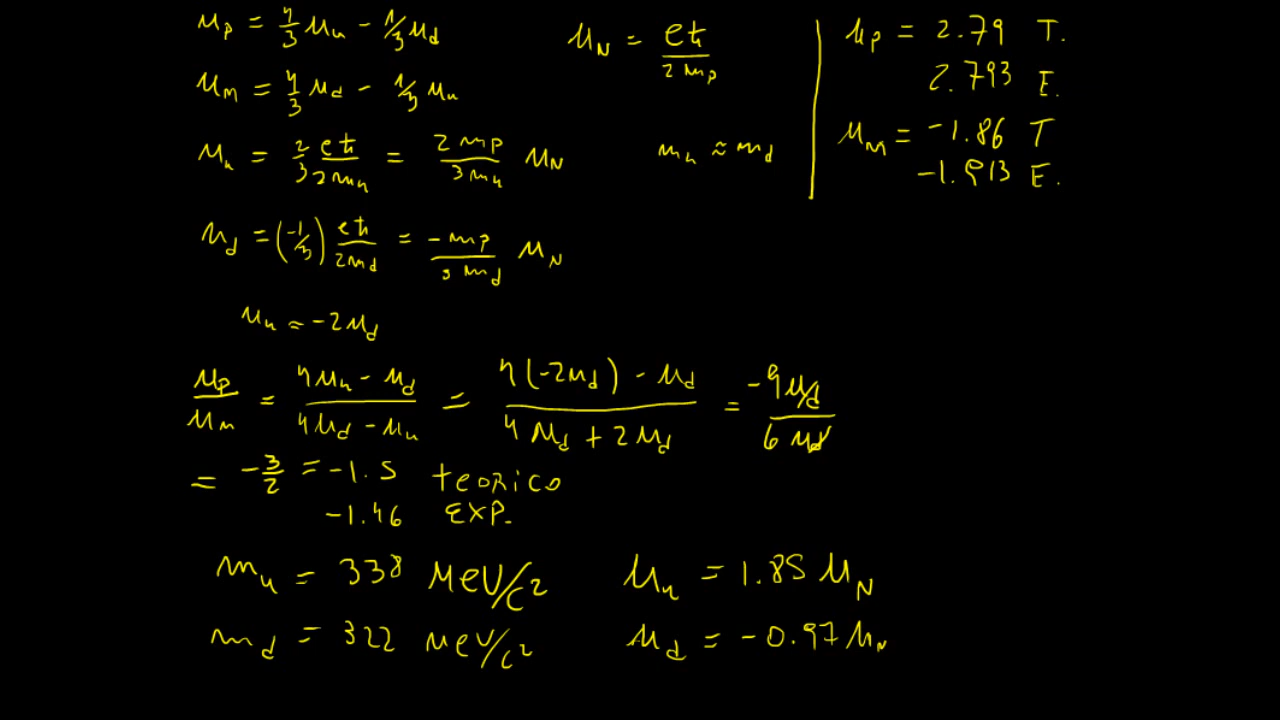 μp = 4/3 μu - 1/3 μd
μn = 4/3 μd - 1/3 μu
μu = 2/3 eħ/2mu = 2mp/3mu μN
μd = (-1/3) eħ/2md = -mp/3md μN
μu = -2μd
μN = eħ/2mp
mu ≈ md
μp = 2.79 T.
2.793 E.
μn = -1.86 T
-1.913 E.
μp/μn = (4μu - μd)/(4μd - μu) = (4(-2μd) - μd)/(4μd + 2μd) = -9μd/6μd
= -3/2 = -1.5 teorico
-1.46 EXP.
mu = 338 MeV/c²
md = 322 MeV/c²
μu = 1.85 μN
μd = -0.97 μN